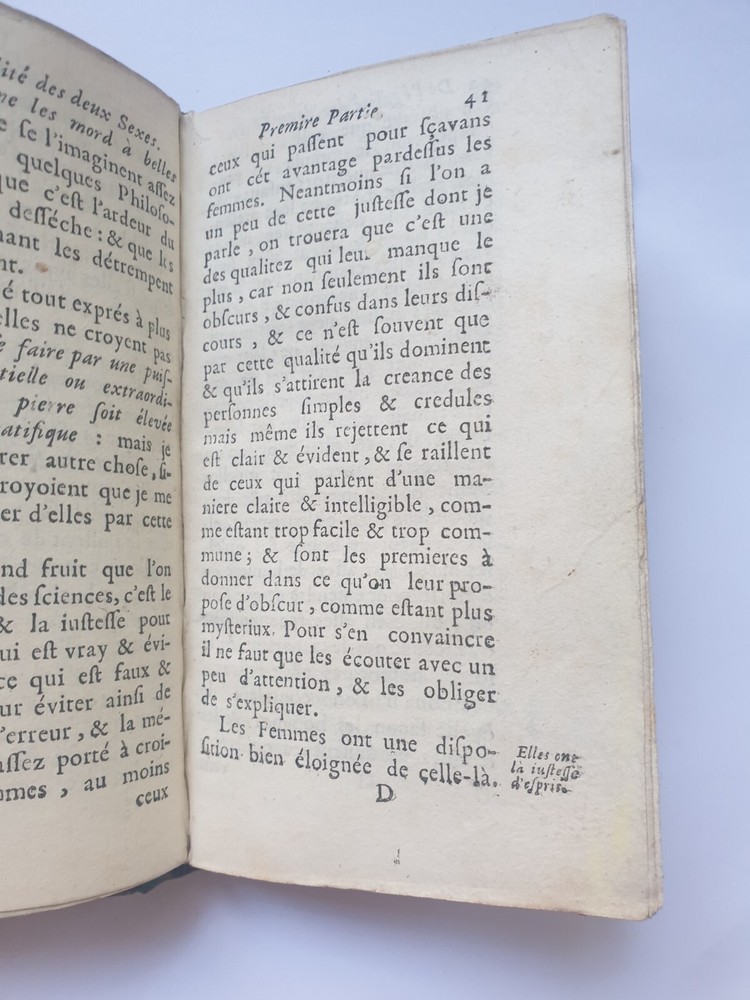 ité des deux Sexes.
les mord à belles
se l'imaginent aſſez
quelques Philoſo-
que c'eſt l'ardeur du
deſſéche : & que les
nant les détrempent
nt.
é tout exprés à plus
elles ne croyent pas
faire par une puiſ-
tielle ou extraordi-
pierre ſoit élevée
atifique : mais je
rer autre choſe, ſi-
royoient que je me
er d'elles par cette
nd fruit que l'on
des ſciences, c'eſt le
& la iuſteſſe pour
ui eſt vray & évi-
ce qui eſt faux &
ur éviter ainſi de
l'erreur, & la mé-
aſſez porté à croi-
mmes, au moins
ceux
Premire Partie, 41
ceux qui paſſent pour ſçavans
ont cét avantage pardeſſus les
femmes. Neantmoins ſi l'on a
un peu de cette juſteſſe dont je
parle, on trouera que c'eſt une
des qualitez qui leur manque le
plus, car non ſeulement ils ſont
obſcurs, & confus dans leurs diſ-
cours, & ce n'eſt ſouvent que
par cette qualité qu'ils dominent
& qu'ils s'attirent la creance des
perſonnes ſimples & credules
mais même ils rejettent ce qui
eſt clair & évident, & ſe raillent
de ceux qui parlent d'une ma-
niere claire & intelligible, com-
me eſtant trop facile & trop com-
mune; & ſont les premieres à
donner dans ce qu'on leur pro-
poſe d'obſcur, comme eſtant plus
myſteriux. Pour s'en convaincre
il ne faut que les écouter avec un
peu d'attention, & les obliger
de s'expliquer.
Les Femmes ont une diſpo-
ſition bien éloignée de çelle-là.
Elles ont
la iuſteſſe
d'eſprit.
D